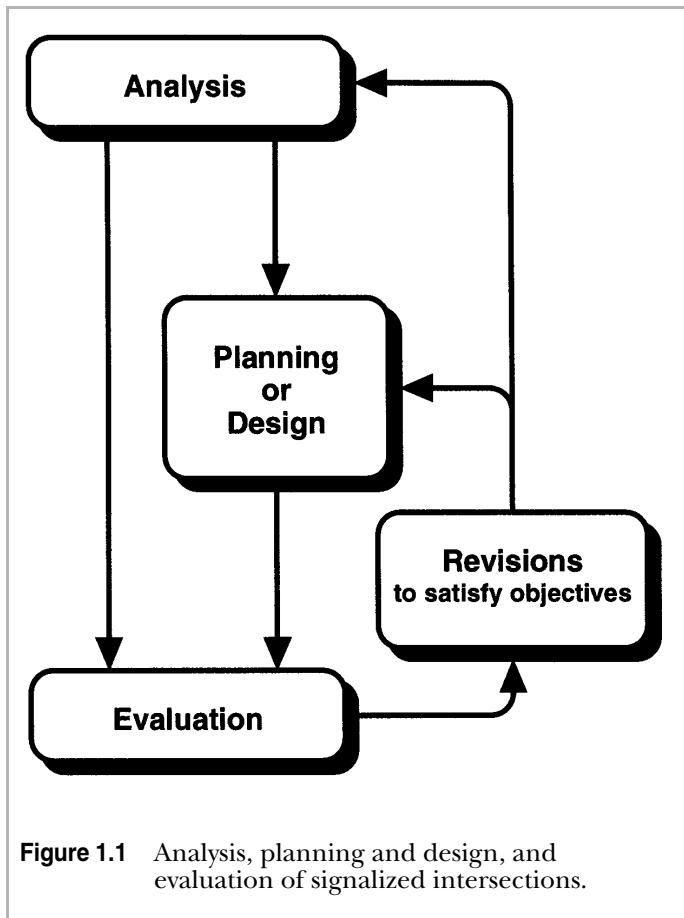 Analysis
Planning
or
Design
Revisions
to satisfy objectives
Evaluation
Figure 1.1 Analysis, planning and design, and
evaluation of signalized intersections.